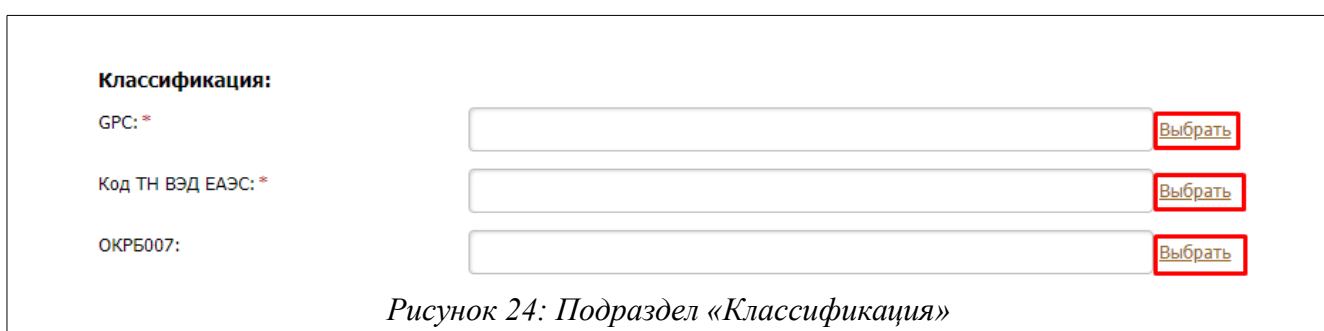 Классификация:
GPC: * Выбрать
Код ТН ВЭД ЕАЭС: * Выбрать
ОКРБ007: Выбрать
Рисунок 24: Подраздел «Классификация»